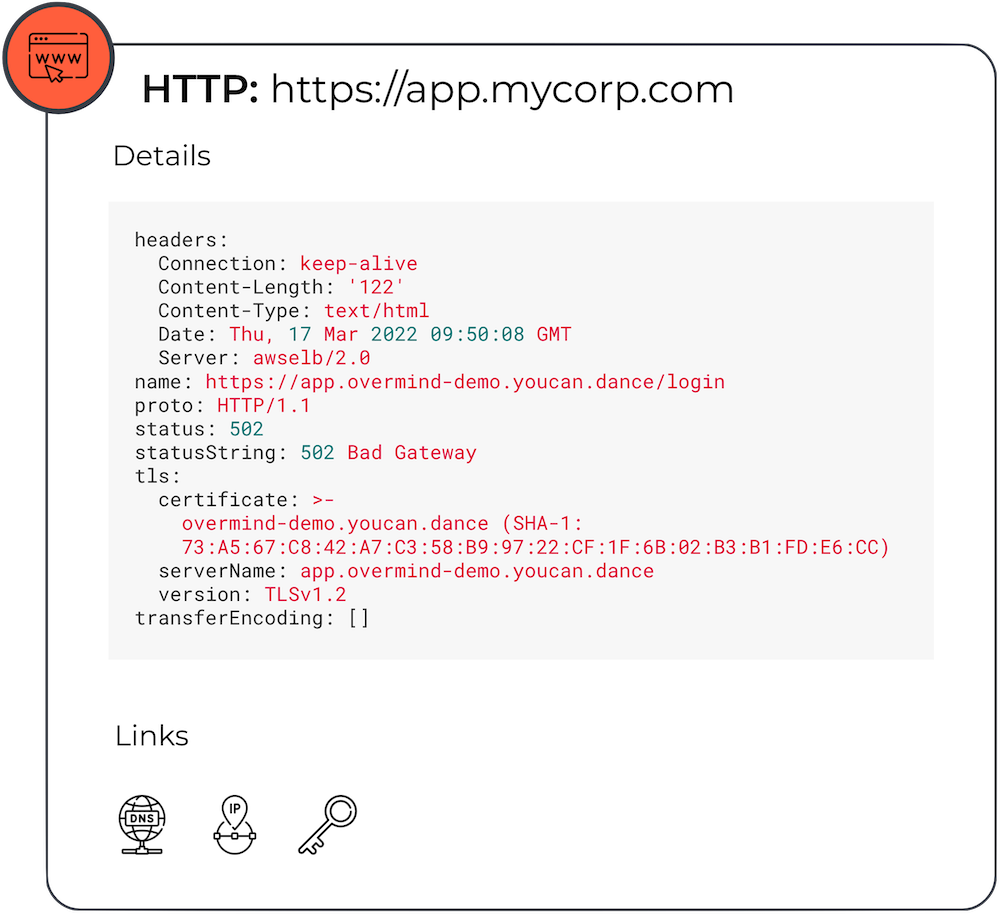 WWW
HTTP: https://app.mycorp.com
Details
headers:
  Connection: keep-alive
  Content-Length: '122'
  Content-Type: text/html
  Date: Thu, 17 Mar 2022 09:50:08 GMT
  Server: awselb/2.0
name: https://app.overmind-demo.youcan.dance/login
proto: HTTP/1.1
status: 502
statusString: 502 Bad Gateway
tls:
  certificate: >-
    overmind-demo.youcan.dance (SHA-1:
    73:A5:67:C8:42:A7:C3:58:B9:97:22:CF:1F:6B:02:B3:B1:FD:E6:CC)
  serverName: app.overmind-demo.youcan.dance
  version: TLSv1.2
transferEncoding: []
Links
DNS
IP